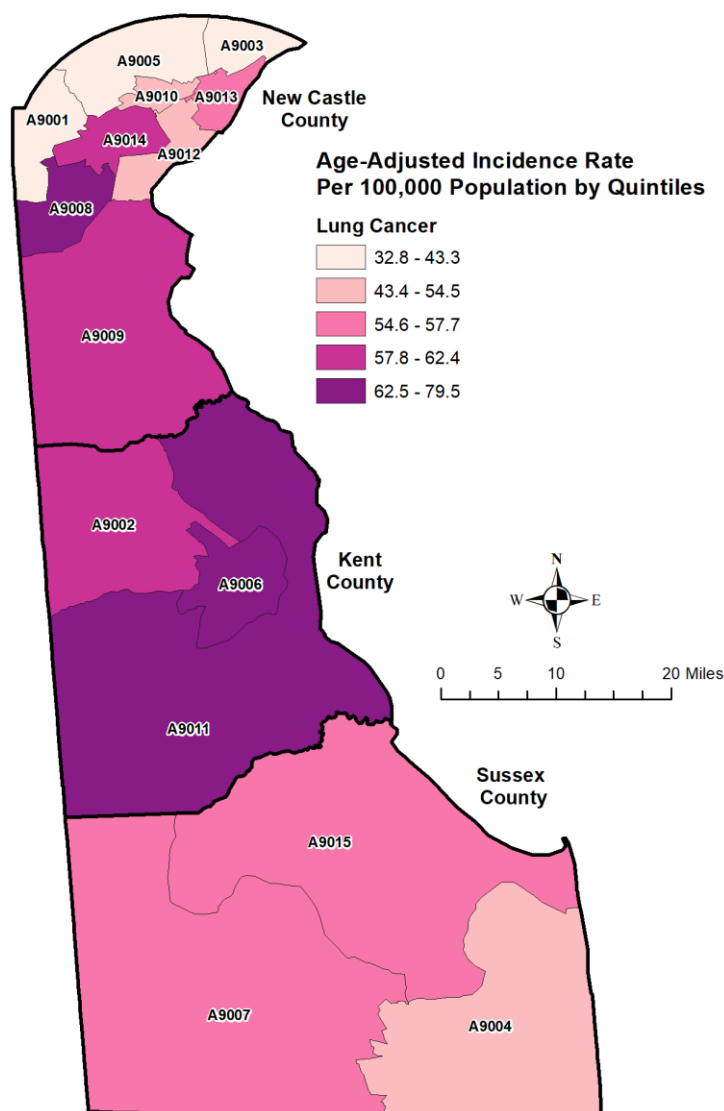 A9003
A9005
A9010
A9013
New Castle
County
A9001
A9014
A9012
Age-Adjusted Incidence Rate
Per 100,000 Population by Quintiles
A9008
Lung Cancer
32.8 - 43.3
43.4 - 54.5
54.6 - 57.7
57.8 - 62.4
62.5 - 79.5
A9009
A9002
Kent
County
A9006
N
W
E
S
0 5 10 20 Miles
A9011
Sussex
County
A9015
A9007
A9004